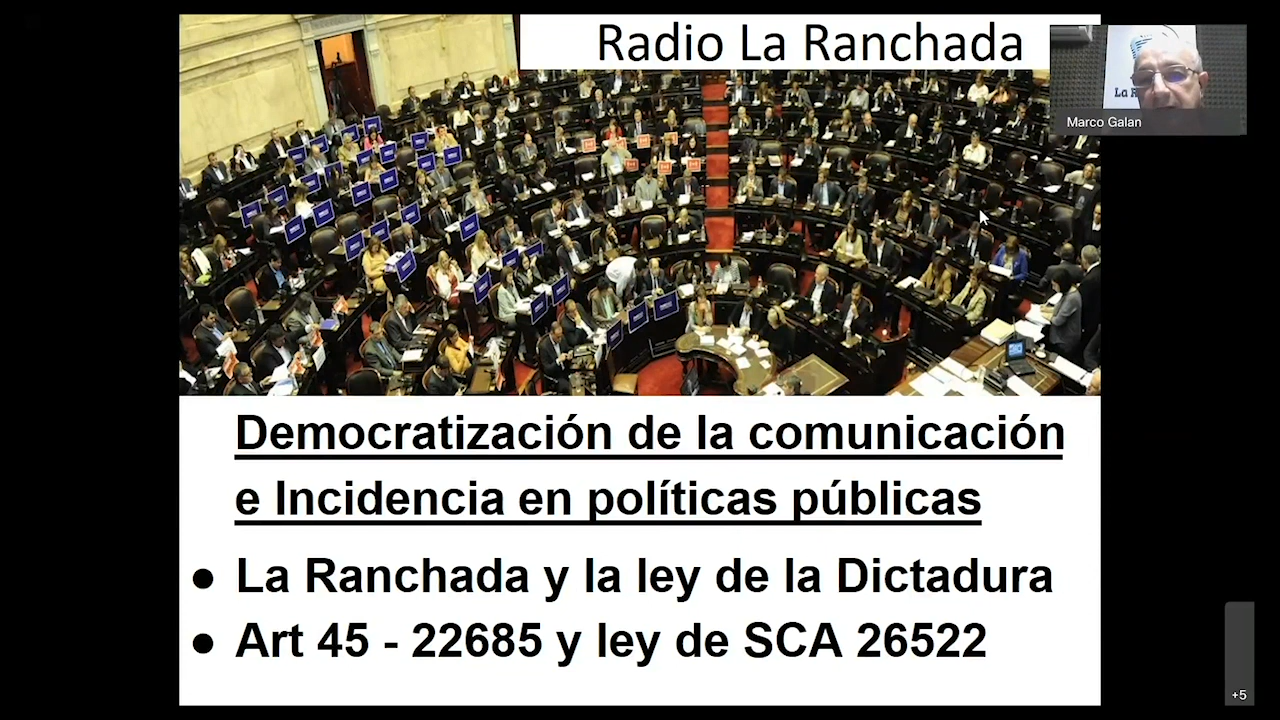 Radio La Ranchada
La R
Marco Galan
Democratización de la comunicación
e Incidencia en políticas públicas
● La Ranchada y la ley de la Dictadura
● Art 45 - 22685 y ley de SCA 26522
+5